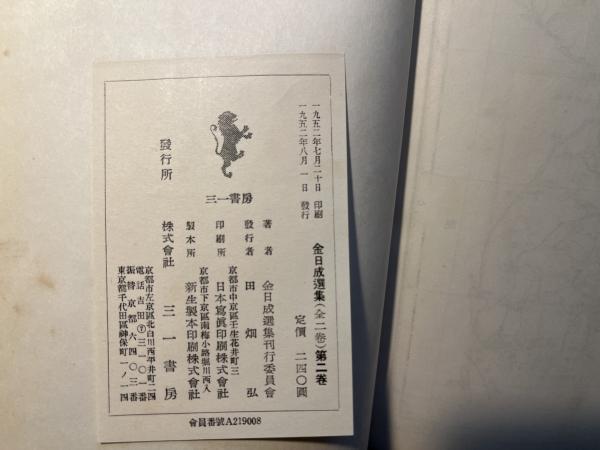 一九五二年七月二十日 印刷
一九五二年八月一日 發行
金日成選集(全二卷)第二卷
定價 二四〇圓
著者 金日成選集刊行委員會
發行者 田畑弘
京都市中京區壬生花井町三
印刷所 日本寫眞印刷株式會社
京都市下京區南梅小路堀川西入
製本所 新生製本印刷株式會社
三一書房
發行所
株式會社 三一書房
京都市左京區北白川西平井町二四
電話吉田⑦三一〇一番
振替京都六四〇三番
東京都千代田區神保町一ノ一四
會員番號A219008